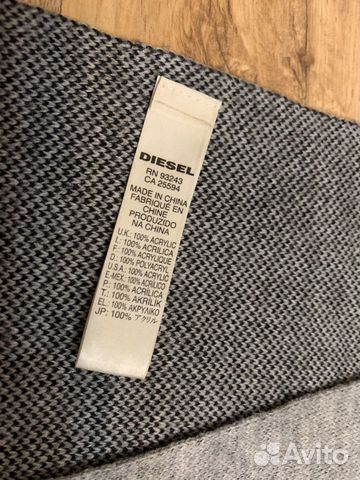 DIESEL
RN 93243
CA 25594
MADE IN CHINA
FABRIQUÉ EN
CHINE
PRODUZIDO
NA CHINA
U.K.: 100% ACRYLIC
I.: 100% ACRILICA
F.: 100% ACRYLIQUE
D.: 100% POLYACRYL
U.S.A.: 100% ACRYLIC
E-MEX.: 100% ACRILICO
P.: 100% ACRILICA
T.: 100% AKRILIK
EL: 100% ΑΚΡΥΛΙΚΟ
JP: 100% アクリル
Avito